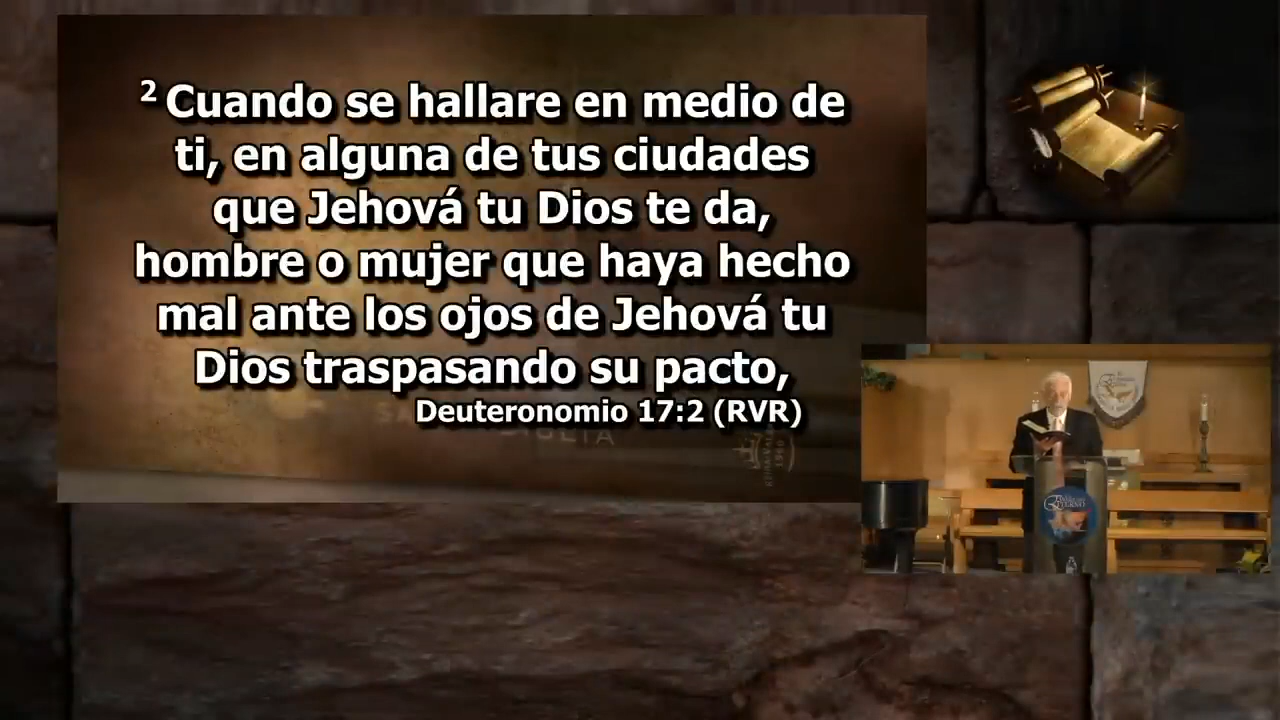 ² Cuando se hallare en medio de
ti, en alguna de tus ciudades
que Jehová tu Dios te da,
hombre o mujer que haya hecho
mal ante los ojos de Jehová tu
Dios traspasando su pacto,
Deuteronomio 17:2 (RVR)
BIBLIA
1960